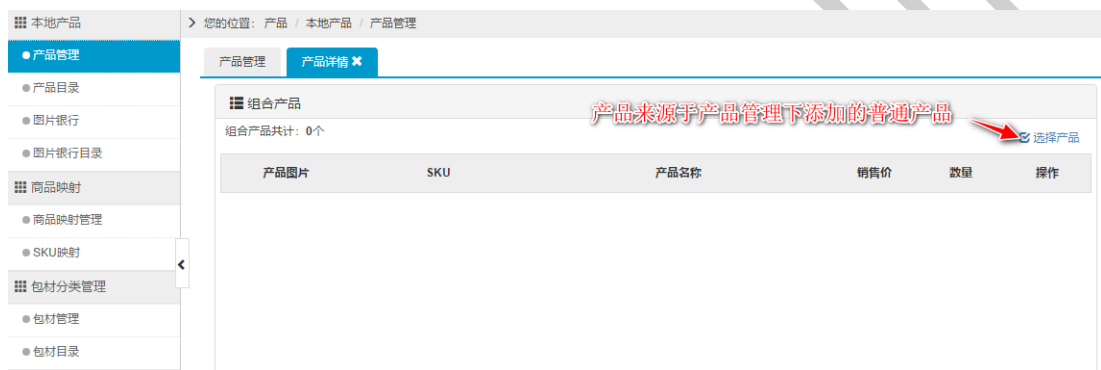 本地产品
您的位置: 产品 / 本地产品 / 产品管理
产品管理
产品目录
图片银行
图片银行目录
商品映射
商品映射管理
SKU映射
包材分类管理
包材管理
包材目录
产品管理 产品详情
组合产品
产品来源于产品管理下添加的普通产品
组合产品共计: 0个
选择产品
产品图片 SKU 产品名称 销售价 数量 操作